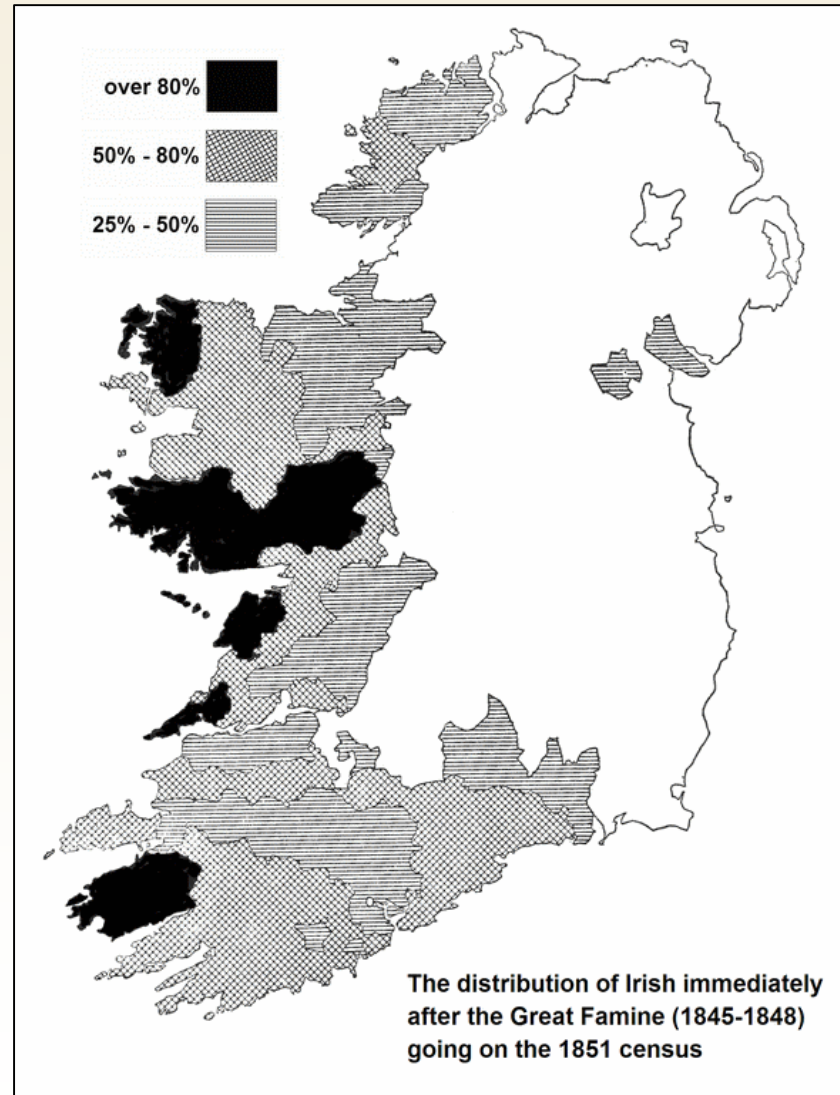 over 80%
50% - 80%
25% - 50%
The distribution of Irish immediately
after the Great Famine (1845-1848)
going on the 1851 census